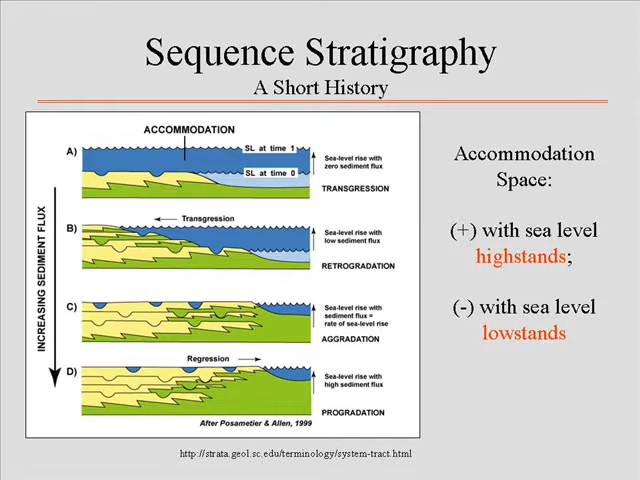 Sequence Stratigraphy
A Short History
ACCOMMODATION
A)
SL at time 1
SL at time 0
Sea-level rise with
zero sediment flux
TRANSGRESSION
INCREASING SEDIMENT FLUX
B)
Transgression
Sea-level rise with
low sediment flux
RETROGRADATION
C)
Sea-level rise with
sediment flux =
rate of sea-level rise
AGGRADATION
D)
Regression
Sea-level rise with
high sediment flux
PROGRADATION
After Posametier & Allen, 1999
Accommodation
Space:
(+) with sea level
highstands;
(-) with sea level
lowstands
http://strata.geol.sc.edu/terminology/system-tract.html